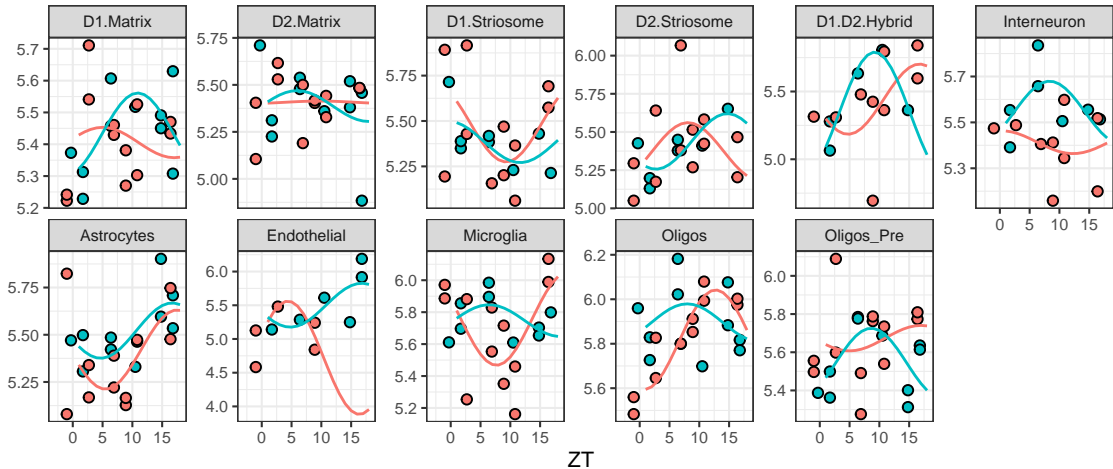 D1.Matrix D2.Matrix D1.Striosome D2.Striosome D1.D2.Hybrid Interneuron
5.7 5.6 5.5 5.4 5.3 5.2
5.75 5.50 5.25 5.00
5.75 5.50 5.25
6.00 5.75 5.50 5.25 5.00
5.5 5.0
5.7 5.5 5.3
Astrocytes Endothelial Microglia Oligos Oligos_Pre
5.75 5.50 5.25
6.0 5.5 5.0 4.5 4.0
6.0 5.8 5.6 5.4 5.2
6.2 6.0 5.8 5.6
6.0 5.8 5.6 5.4
0 5 10 15
0 5 10 15
0 5 10 15
0 5 10 15
0 5 10 15
0 5 10 15
ZT